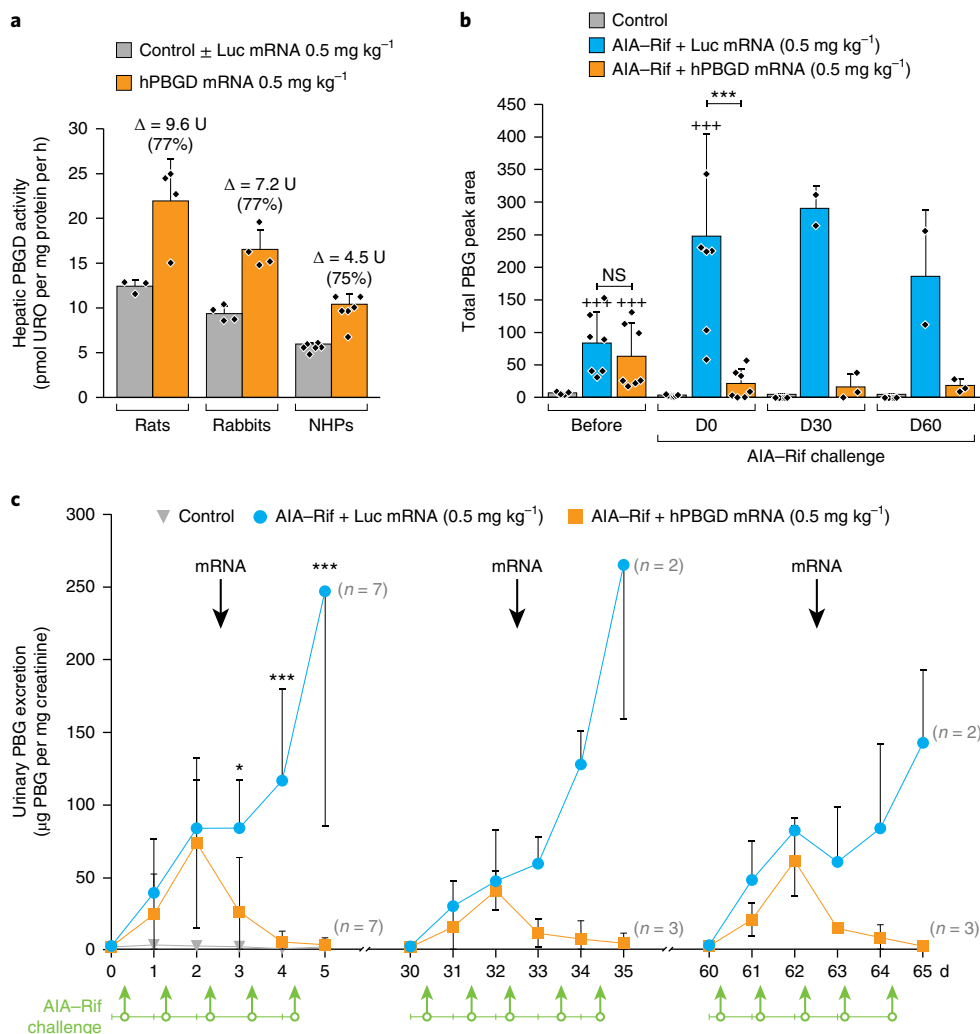 a
Control ± Luc mRNA 0.5 mg kg⁻¹
hPBGD mRNA 0.5 mg kg⁻¹
Hepatic PBGD activity
(pmol URO per mg protein per h)
30
25
20
15
10
5
0
Δ = 9.6 U
(77%)
Δ = 7.2 U
(77%)
Δ = 4.5 U
(75%)
Rats
Rabbits
NHPs
b
Control
AIA–Rif + Luc mRNA (0.5 mg kg⁻¹)
AIA–Rif + hPBGD mRNA (0.5 mg kg⁻¹)
Total PBG peak area
450
400
350
300
250
200
150
100
50
0
***
+++
NS
+++ +++
Before
D0
D30
D60
AIA–Rif challenge
c
Control
AIA–Rif + Luc mRNA (0.5 mg kg⁻¹)
AIA–Rif + hPBGD mRNA (0.5 mg kg⁻¹)
Urinary PBG excretion
(µg PBG per mg creatinine)
300
250
200
150
100
50
0
mRNA
mRNA
mRNA
*
***
***
(n = 7)
(n = 2)
(n = 2)
(n = 7)
(n = 3)
(n = 3)
0 1 2 3 4 5 30 31 32 33 34 35 60 61 62 63 64 65 d
AIA–Rif
challenge